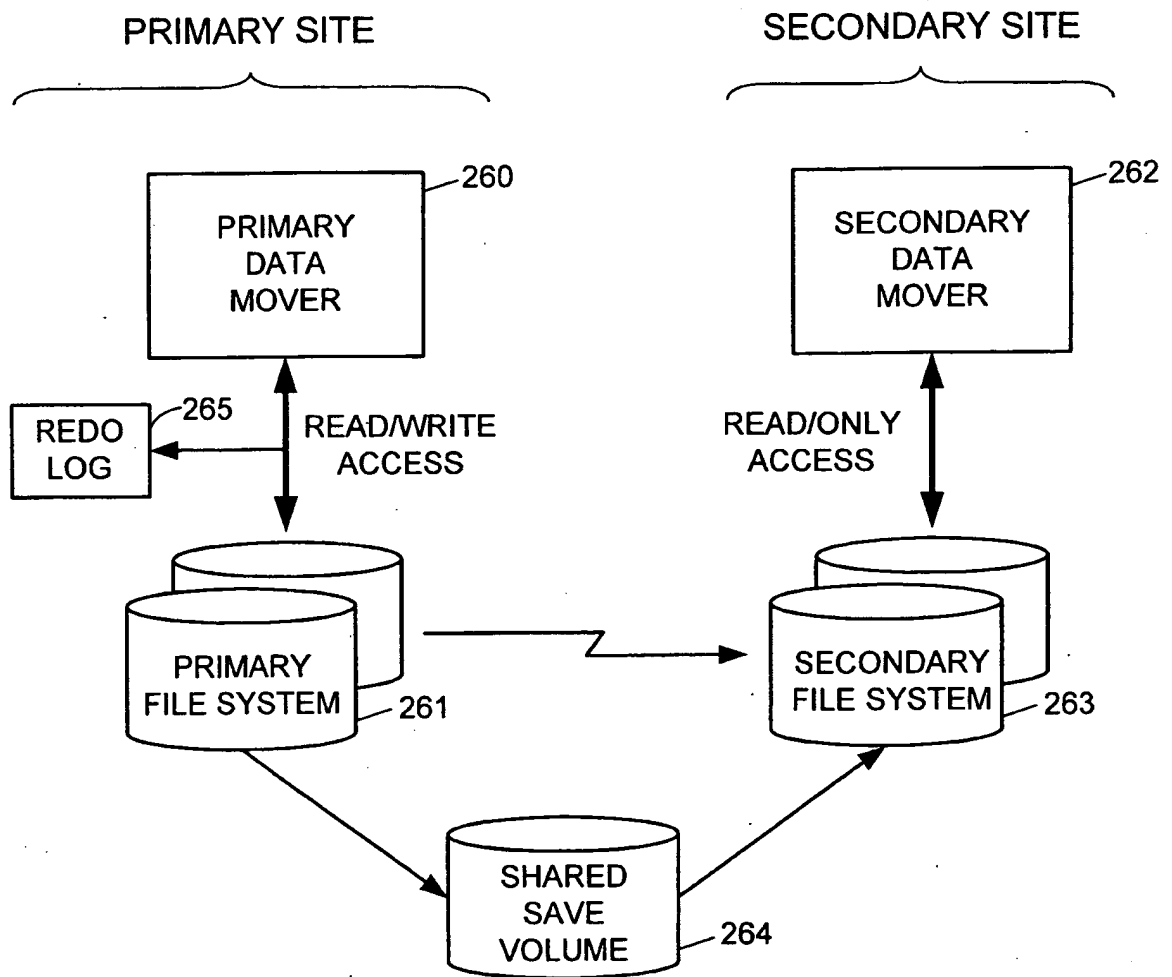 PRIMARY SITE
SECONDARY SITE
260
PRIMARY
DATA
MOVER
262
SECONDARY
DATA
MOVER
265
REDO
LOG
READ/WRITE
ACCESS
READ/ONLY
ACCESS
PRIMARY
FILE SYSTEM
261
SECONDARY
FILE SYSTEM
263
SHARED
SAVE
VOLUME
264